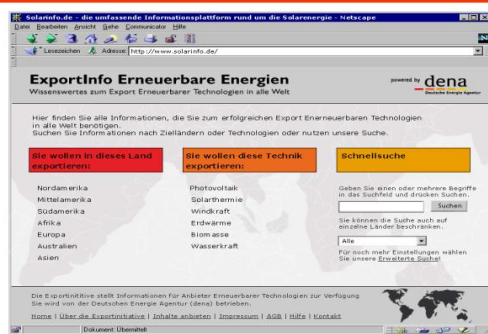 Solarinfo.de - die umfassende Informationsplattform rund um die Solarenergie - Netscape
Datei Bearbeiten Ansicht Gehe Communicator Hilfe
Lesezeichen Adresse: http://www.solarinfo.de/
ExportInfo Erneuerbare Energien
Wissenswertes zum Export Erneuerbarer Technologien in alle Welt
powered by dena
Deutsche Energie Agentur
Hier finden Sie alle Informationen, die Sie zum erfolgreichen Export Enerneuerbaren Technologien
in alle Welt benötigen.
Suchen Sie Informationen nach Zielländern oder Technologien oder nutzen unsere Suche.
Sie wollen in dieses Land
exportieren:
Nordamerika
Mittelamerika
Südamerika
Afrika
Europa
Australien
Asien
Sie wollen diese Technik
exportieren:
Photovoltaik
Solarthermie
Windkraft
Erdwärme
Biomasse
Wasserkraft
Schnellsuche
Geben Sie einen oder mehrere Begriffe
in das Suchfeld und drücken Suchen.
Suchen
Sie können die Suche auch auf
einzelne Länder beschränken.
Alle
Für noch mehr Einstellungen wählen
Sie unsere Erweiterte Suche!
Die Exportinititive stellt Informationen für Anbieter Erneuerbarer Technologien zur Verfügung
Sie wird von der Deutschen Energie Agentur (dena) betrieben.
Home | Über die Exportinitiative | Inhalte anbieten | Impressum | AGB | Hilfe | Kontakt
Dokument: Übermittelt